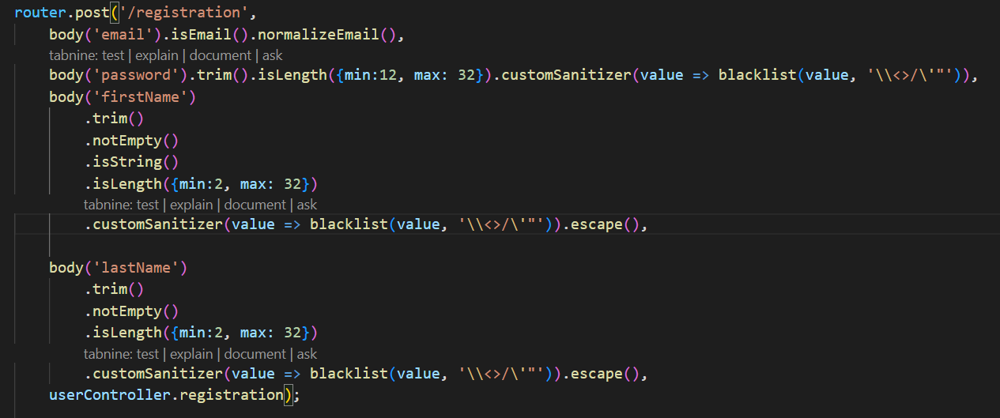 router.post('/registration',
body('email').isEmail().normalizeEmail(),
tabnine: test | explain | document | ask
body('password').trim().isLength({min:12, max: 32}).customSanitizer(value => blacklist(value, '\\<>/\'"')),
body('firstName')
.trim()
.notEmpty()
.isString()
.isLength({min:2, max: 32})
tabnine: test | explain | document | ask
.customSanitizer(value => blacklist(value, '\\<>/\'"')).escape(),
body('lastName')
.trim()
.notEmpty()
.isLength({min:2, max: 32})
tabnine: test | explain | document | ask
.customSanitizer(value => blacklist(value, '\\<>/\'"')).escape(),
userController.registration);